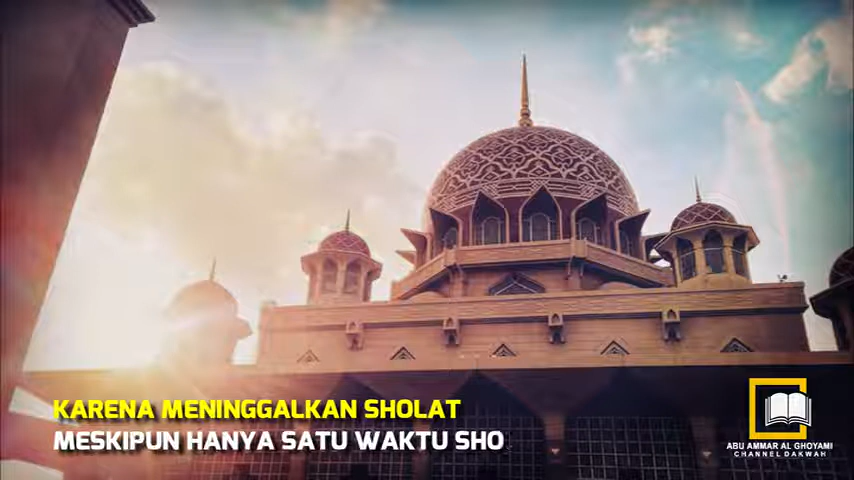 KARENA MENINGGALKAN SHOLAT
MESKIPUN HANYA SATU WAKTU SHO
ABU AMMAR AL GHOYAMI
CHANNEL DAKWAH